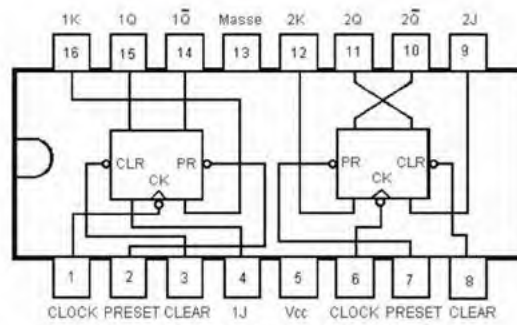 1K 1Q 1Q̅ Masse 2K 2Q 2Q̅ 2J
16 15 14 13 12 11 10 9
CLR PR PR CLR
CK CK
1 2 3 4 5 6 7 8
CLOCK PRESET CLEAR 1J Vcc CLOCK PRESET CLEAR